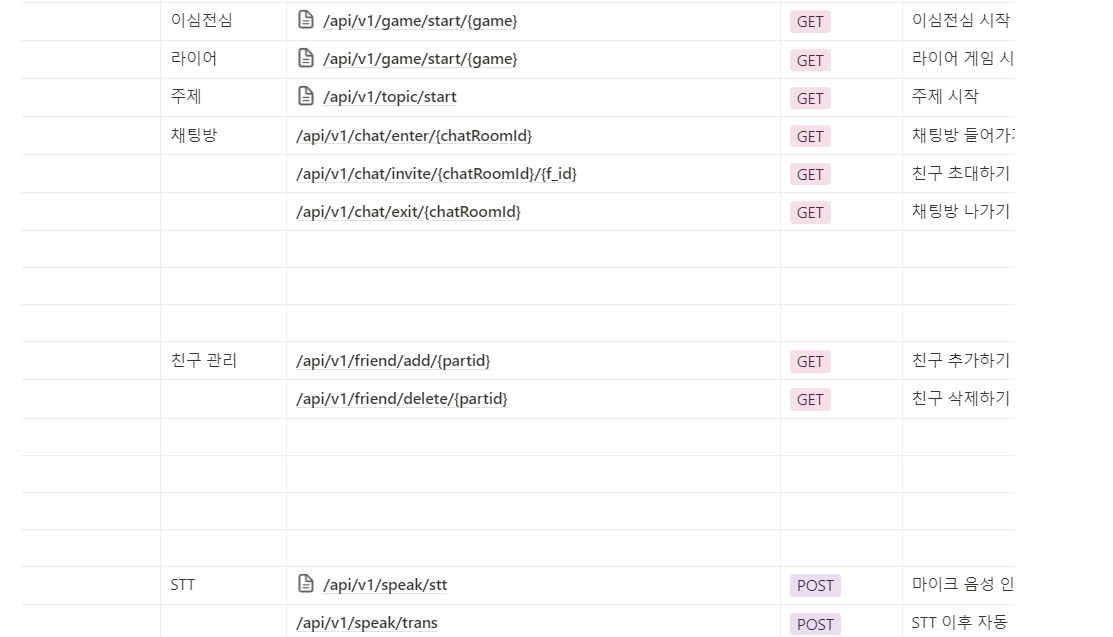 이심전심 /api/v1/game/start/{game} GET 이심전심 시작
라이어 /api/v1/game/start/{game} GET 라이어 게임 시
주제 /api/v1/topic/start GET 주제 시작
채팅방 /api/v1/chat/enter/{chatRoomId} GET 채팅방 들어가기
/api/v1/chat/invite/{chatRoomId}/{f_id} GET 친구 초대하기
/api/v1/chat/exit/{chatRoomId} GET 채팅방 나가기
친구 관리 /api/v1/friend/add/{partid} GET 친구 추가하기
/api/v1/friend/delete/{partid} GET 친구 삭제하기
STT /api/v1/speak/stt POST 마이크 음성 인
/api/v1/speak/trans POST STT 이후 자동